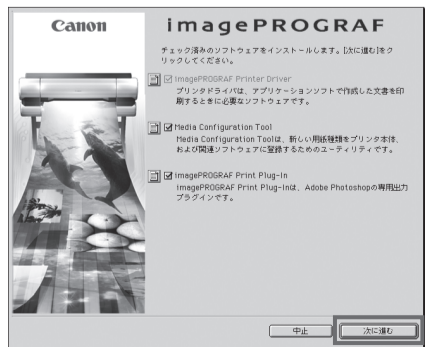 Canon
imagePROGRAF
チェック済みのソフトウェアをインストールします。[次に進む]をク
リックしてください。
imagePROGRAF Printer Driver
プリンタドライバは、アプリケーションソフトで作成した文書を印
刷するときに必要なソフトウェアです。
Media Configuration Tool
Media Configuration Toolは、新しい用紙種類をプリンタ本体、
および関連ソフトウェアに登録するためのユーティリティです。
imagePROGRAF Print Plug-In
imagePROGRAF Print Plug-Inは、Adobe Photoshopの専用出力
プラグインです。
中止
次に進む